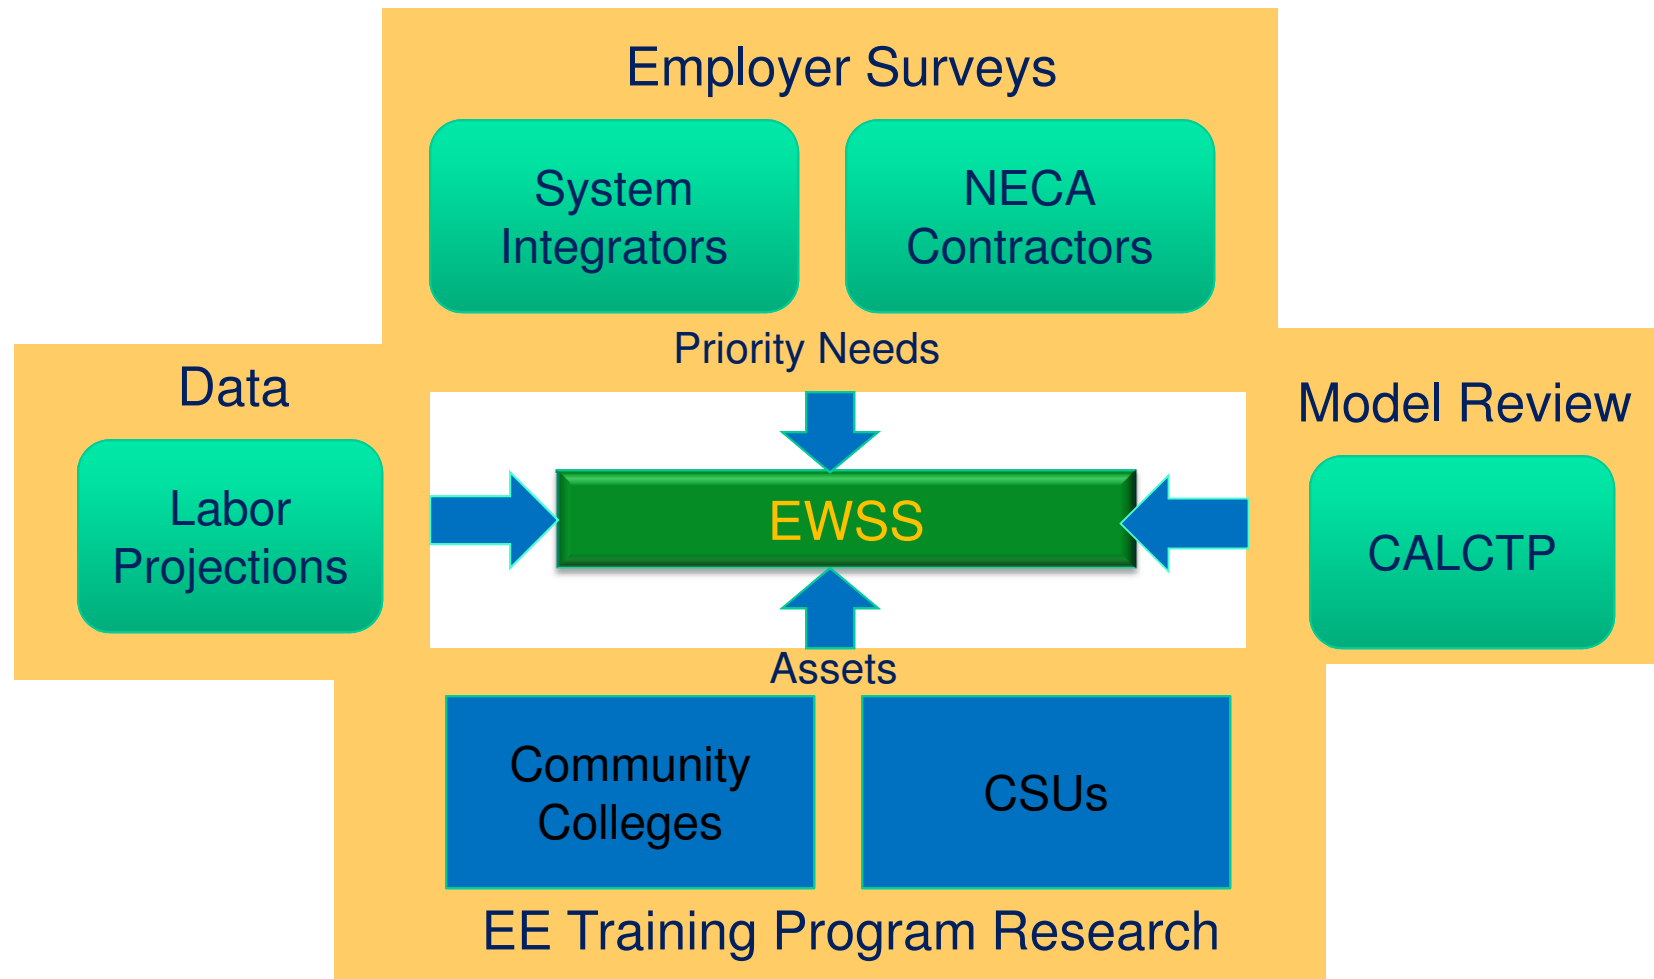 Employer Surveys
System
Integrators
NECA
Contractors
Priority Needs
Data
Labor
Projections
EWSS
Model Review
CALCTP
Assets
Community
Colleges
CSUs
EE Training Program Research